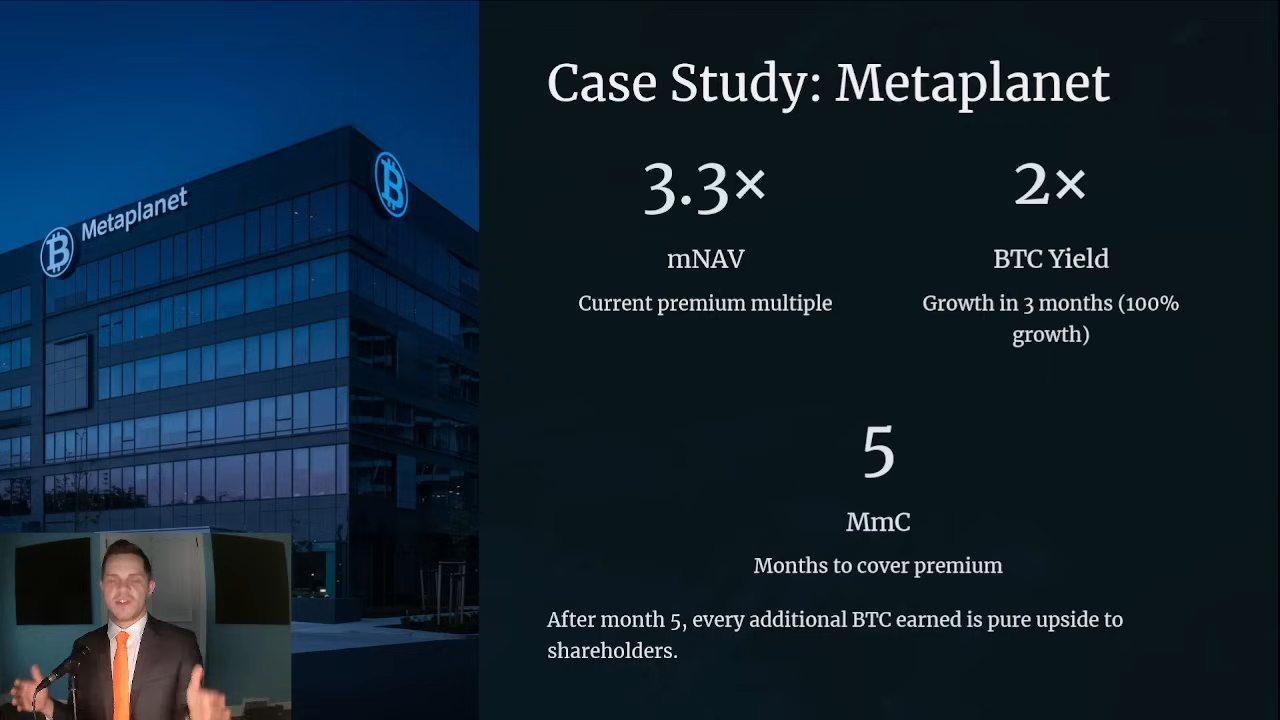 Metaplanet
Case Study: Metaplanet
3.3×
mNAV
Current premium multiple
2×
BTC Yield
Growth in 3 months (100%
growth)
5
MmC
Months to cover premium
After month 5, every additional BTC earned is pure upside to
shareholders.